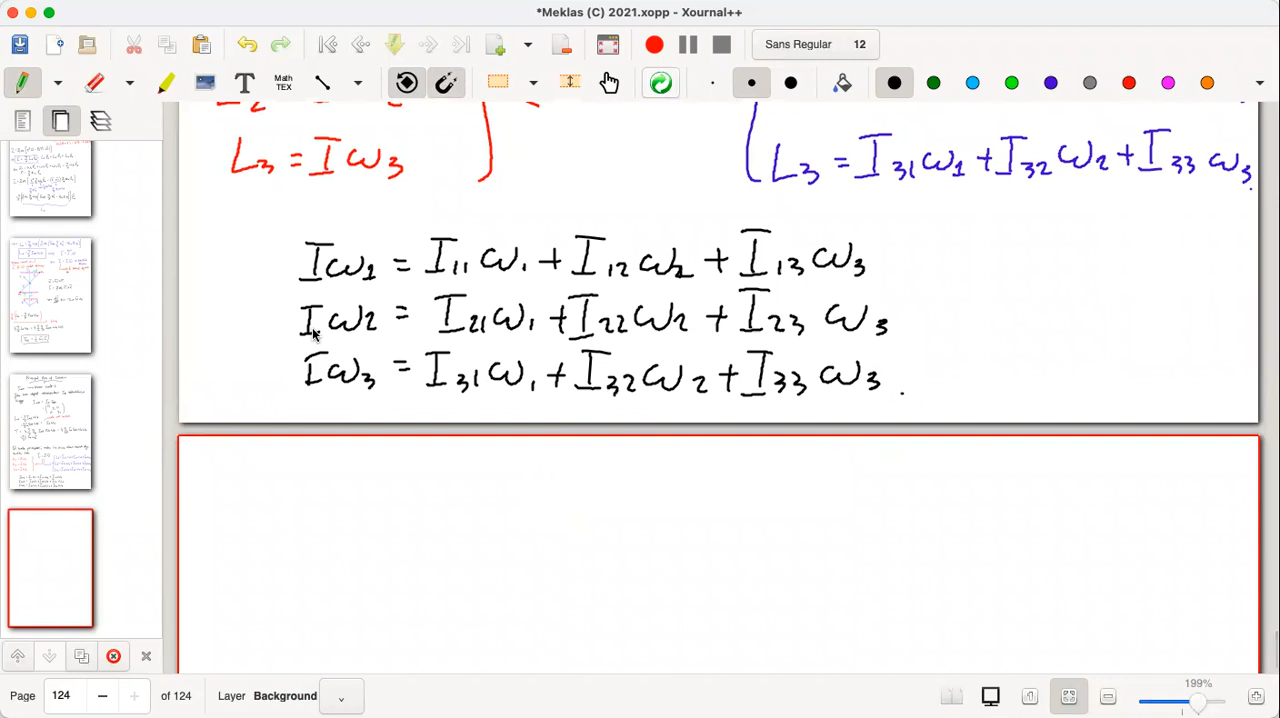 *Meklas (C) 2021.xopp - Xournal++
Sans Regular 12
T
Math
TEX
L3 = Iω3
L3 = I31ω1 + I32ω2 + I33ω3.
Iω1 = I11ω1 + I12ω2 + I13ω3
Iω2 = I21ω1 + I22ω2 + I23ω3
Iω3 = I31ω1 + I32ω2 + I33ω3.
199%
Page 124 of 124 Layer Background
1